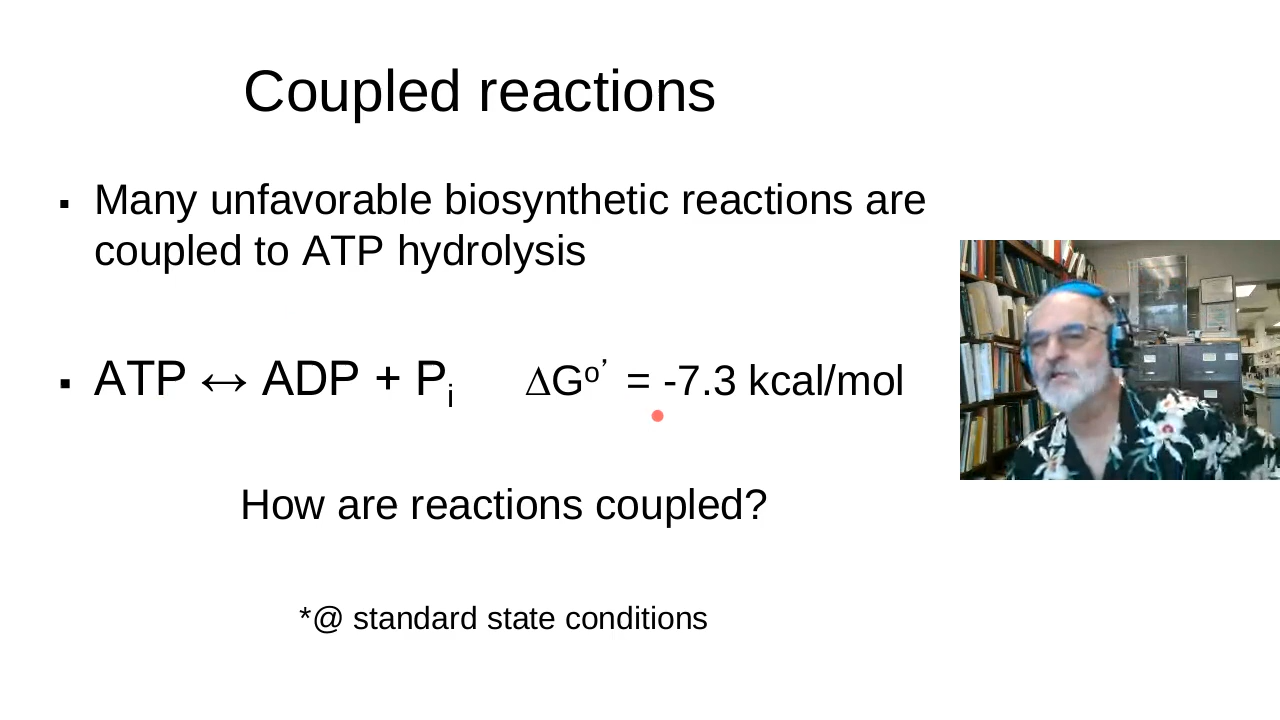 Coupled reactions
▪ Many unfavorable biosynthetic reactions are
coupled to ATP hydrolysis
▪ ATP ↔ ADP + Pᵢ ΔGº’ = -7.3 kcal/mol
How are reactions coupled?
*@ standard state conditions